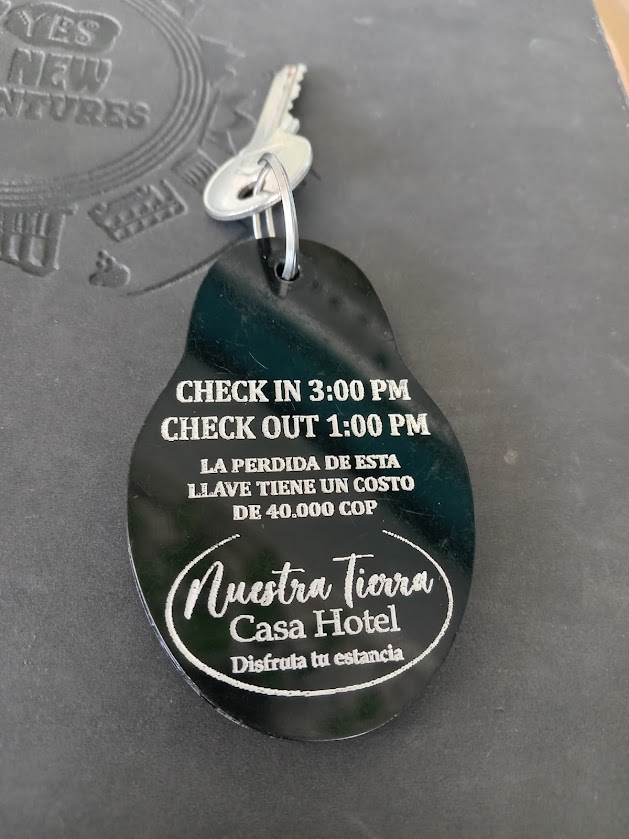 YES
NEW
NTURES
CHECK IN 3:00 PM
CHECK OUT 1:00 PM
LA PERDIDA DE ESTA
LLAVE TIENE UN COSTO
DE 40.000 COP
Nuestra Tierra
Casa Hotel
Disfruta tu estancia